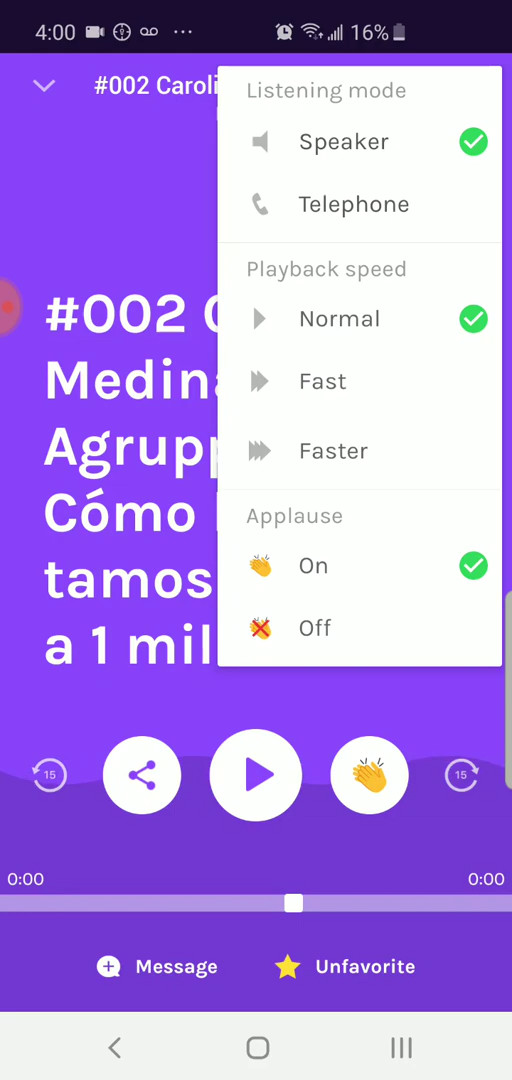 4:00
16%
#002 Caroli
Listening mode
Speaker
Telephone
Playback speed
Normal
Fast
Faster
Applause
On
Off
#002
Medina
Agrup
Cómo
tamos
a 1 mil
15
15
0:00
0:00
Message
Unfavorite